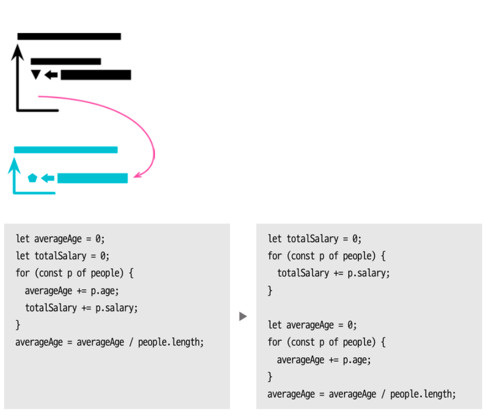 let averageAge = 0;
let totalSalary = 0;
for (const p of people) {
  averageAge += p.age;
  totalSalary += p.salary;
}
averageAge = averageAge / people.length;
let totalSalary = 0;
for (const p of people) {
  totalSalary += p.salary;
}

let averageAge = 0;
for (const p of people) {
  averageAge += p.age;
}
averageAge = averageAge / people.length;